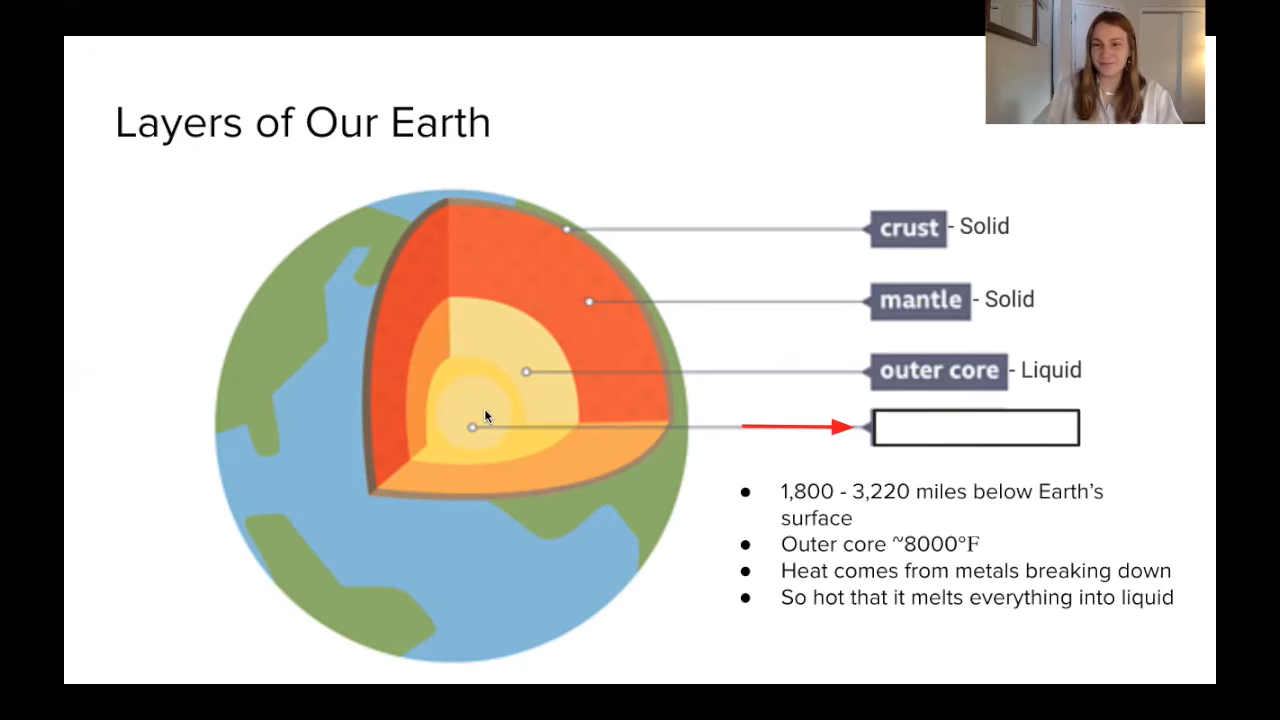 Layers of Our Earth
crust - Solid
mantle - Solid
outer core - Liquid
● 1,800 - 3,220 miles below Earth’s
surface
● Outer core ~8000°F
● Heat comes from metals breaking down
● So hot that it melts everything into liquid